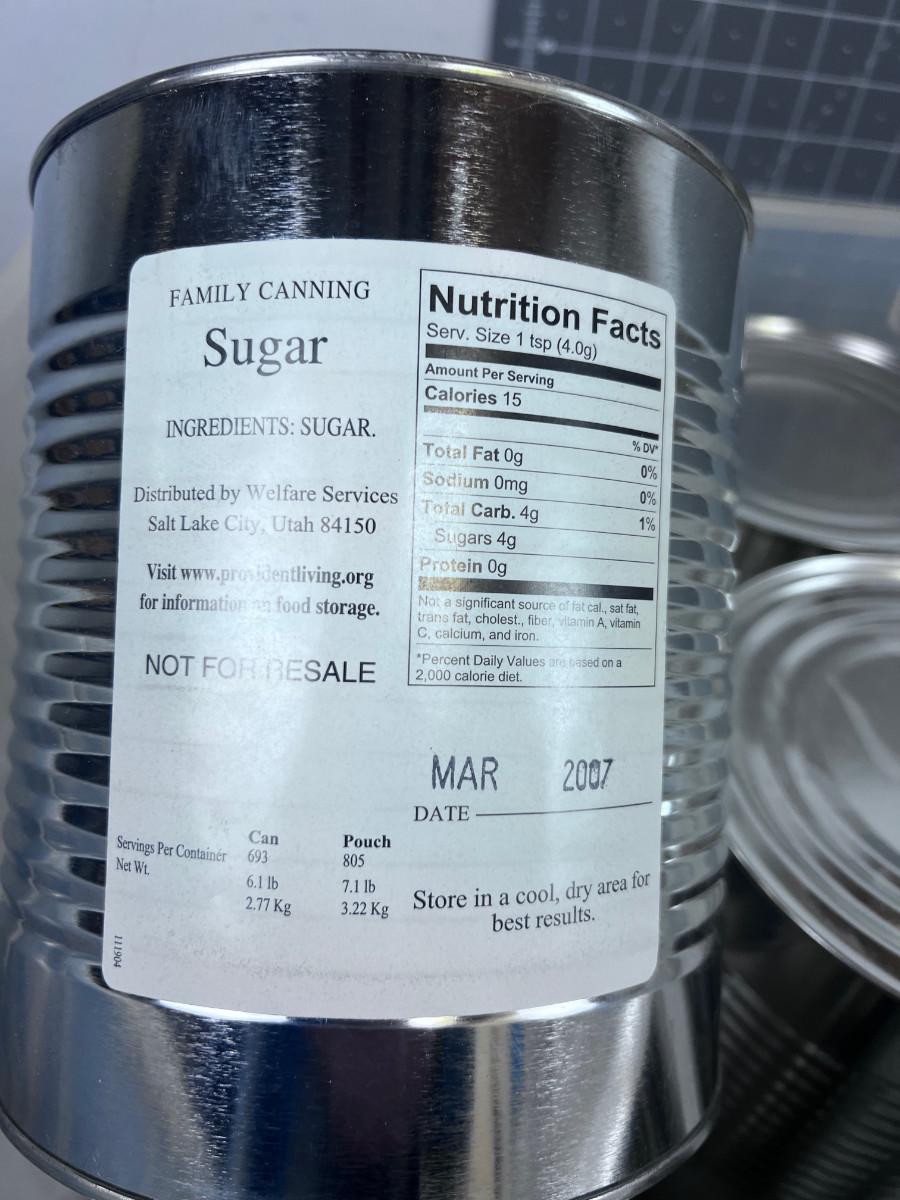 FAMILY CANNING
Sugar
INGREDIENTS: SUGAR.
Distributed by Welfare Services
Salt Lake City, Utah 84150
Visit www.providentliving.org
for information on food storage.
NOT FOR RESALE
Nutrition Facts
Serv. Size 1 tsp (4.0g)
Amount Per Serving
Calories 15
% DV*
Total Fat 0g 0%
Sodium 0mg 0%
Total Carb. 4g 1%
Sugars 4g
Protein 0g
Not a significant source of fat cal., sat fat,
trans fat, cholest., fiber, vitamin A, vitamin
C, calcium, and iron.
*Percent Daily Values are based on a
2,000 calorie diet.
MAR 2007
DATE
Can Pouch
Servings Per Container 693 805
Net Wt. 6.1 lb 7.1 lb
2.77 Kg 3.22 Kg
Store in a cool, dry area for
best results.
111904